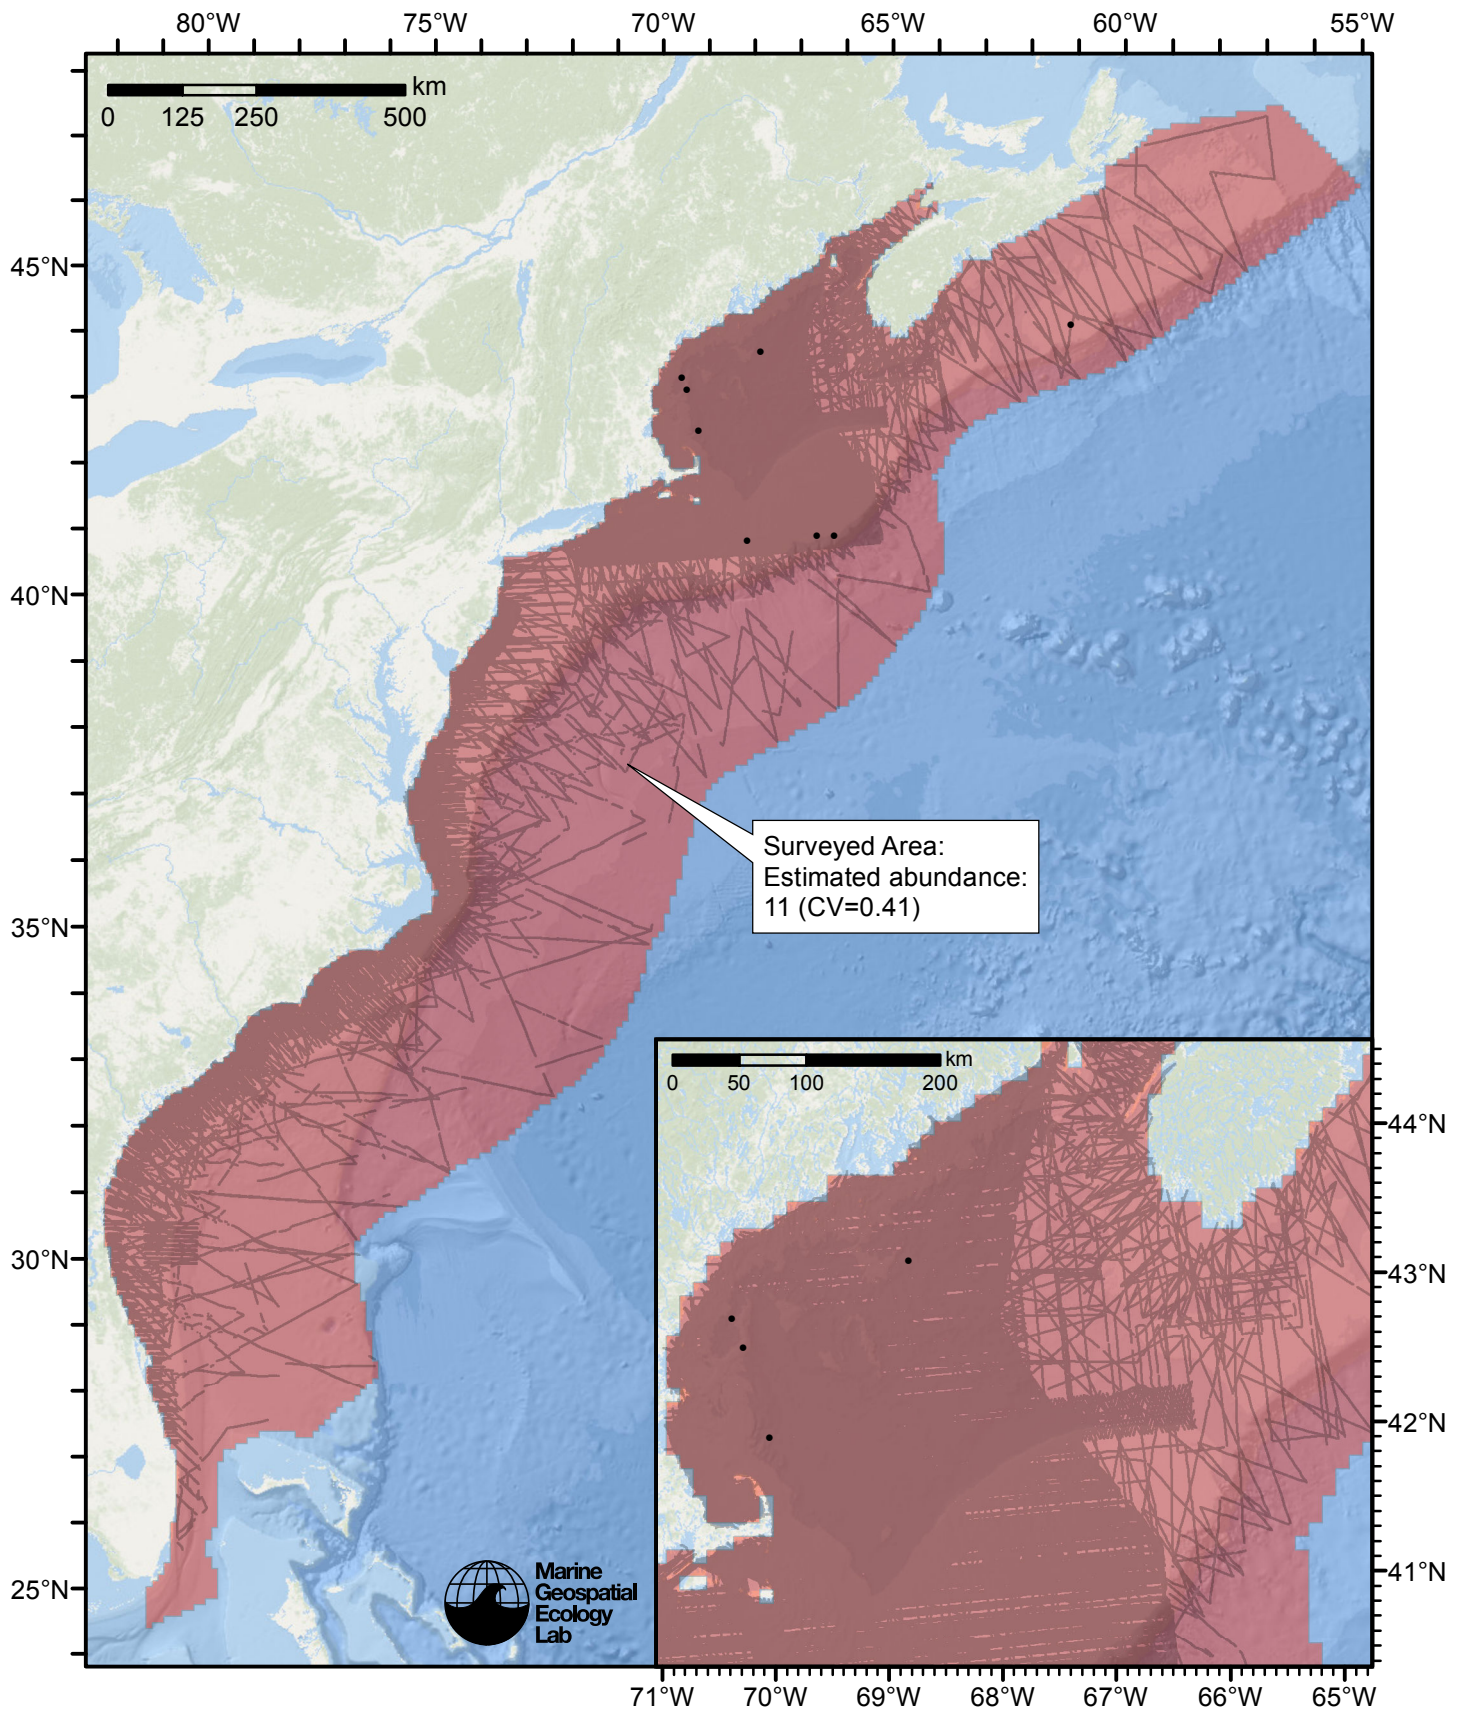 80°W 75°W 70°W 65°W 60°W 55°W
km
0 125 250 500
45°N
40°N
Surveyed Area:
Estimated abundance:
11 (CV=0.41)
35°N
30°N
25°N
km
0 50 100 200
44°N
43°N
42°N
41°N
Marine
Geospatial
Ecology
Lab
71°W 70°W 69°W 68°W 67°W 66°W 65°W